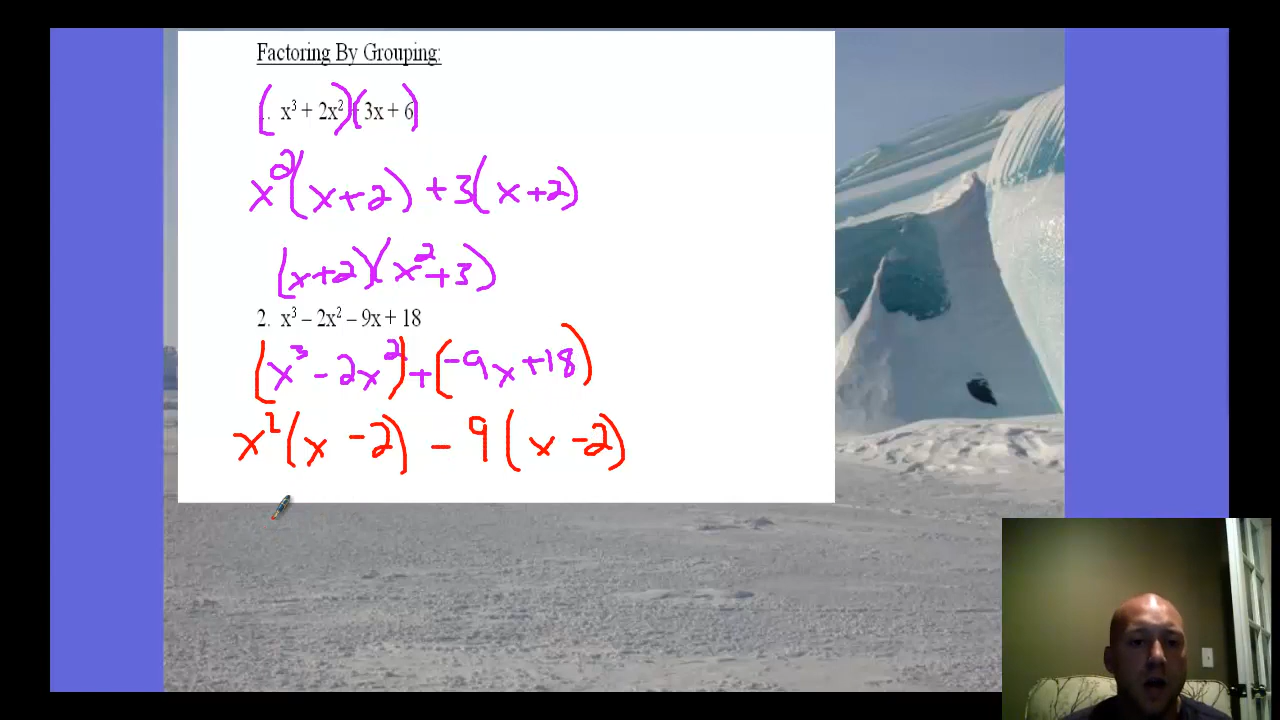 Factoring By Grouping:
(. x³ + 2x²)+(3x + 6)
x²(x+2) +3(x+2)
(x+2)(x²+3)
2. x³ – 2x² – 9x + 18
(x³ - 2x²)+(-9x +18)
x²(x -2) - 9(x -2)